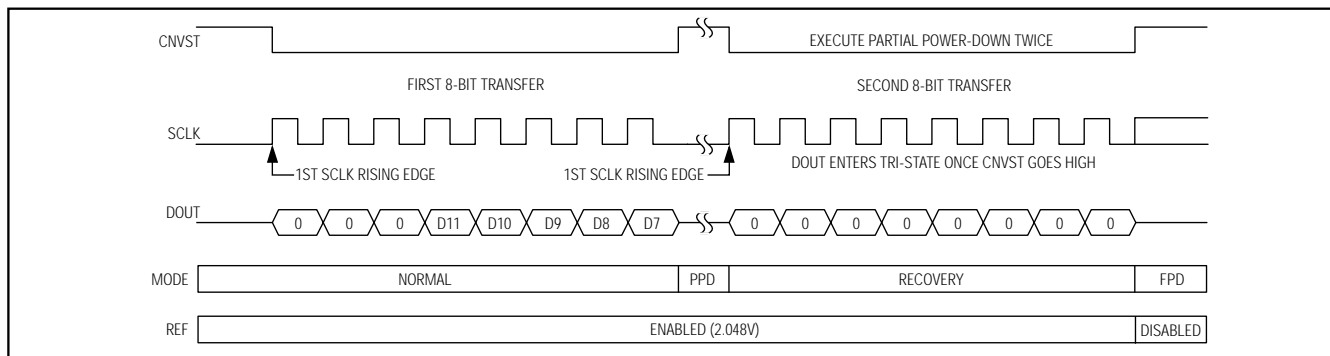 CNVST
EXECUTE PARTIAL POWER-DOWN TWICE
FIRST 8-BIT TRANSFER
SECOND 8-BIT TRANSFER
SCLK
1ST SCLK RISING EDGE
1ST SCLK RISING EDGE
DOUT ENTERS TRI-STATE ONCE CNVST GOES HIGH
DOUT
0 0 0 D11 D10 D9 D8 D7 0 0 0 0 0 0 0 0
MODE NORMAL PPD RECOVERY FPD
REF ENABLED (2.048V) DISABLED